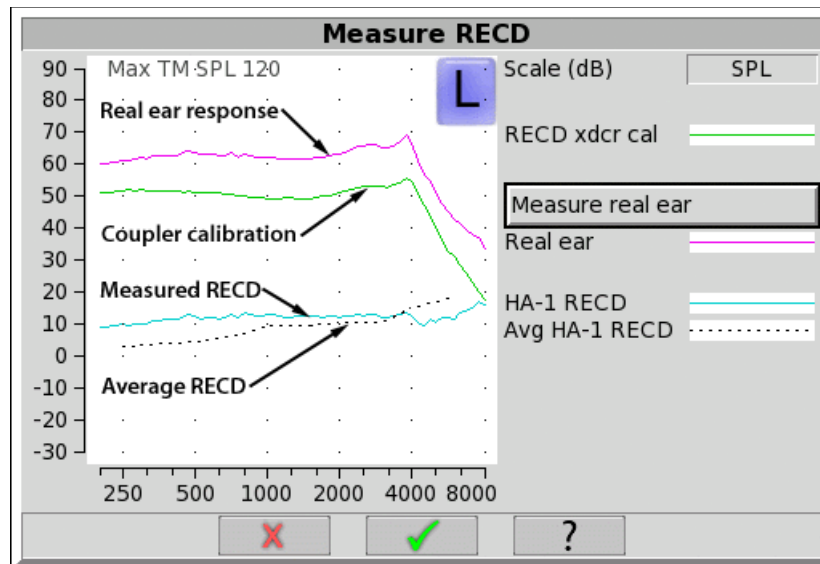 Measure RECD
Max TM SPL 120
L
Real ear response
Coupler calibration
Measured RECD
Average RECD
90
80
70
60
50
40
30
20
10
0
-10
-20
-30
250 500 1000 2000 4000 8000
Scale (dB) SPL
RECD xdcr cal
Measure real ear
Real ear
HA-1 RECD
Avg HA-1 RECD
X ✓ ?